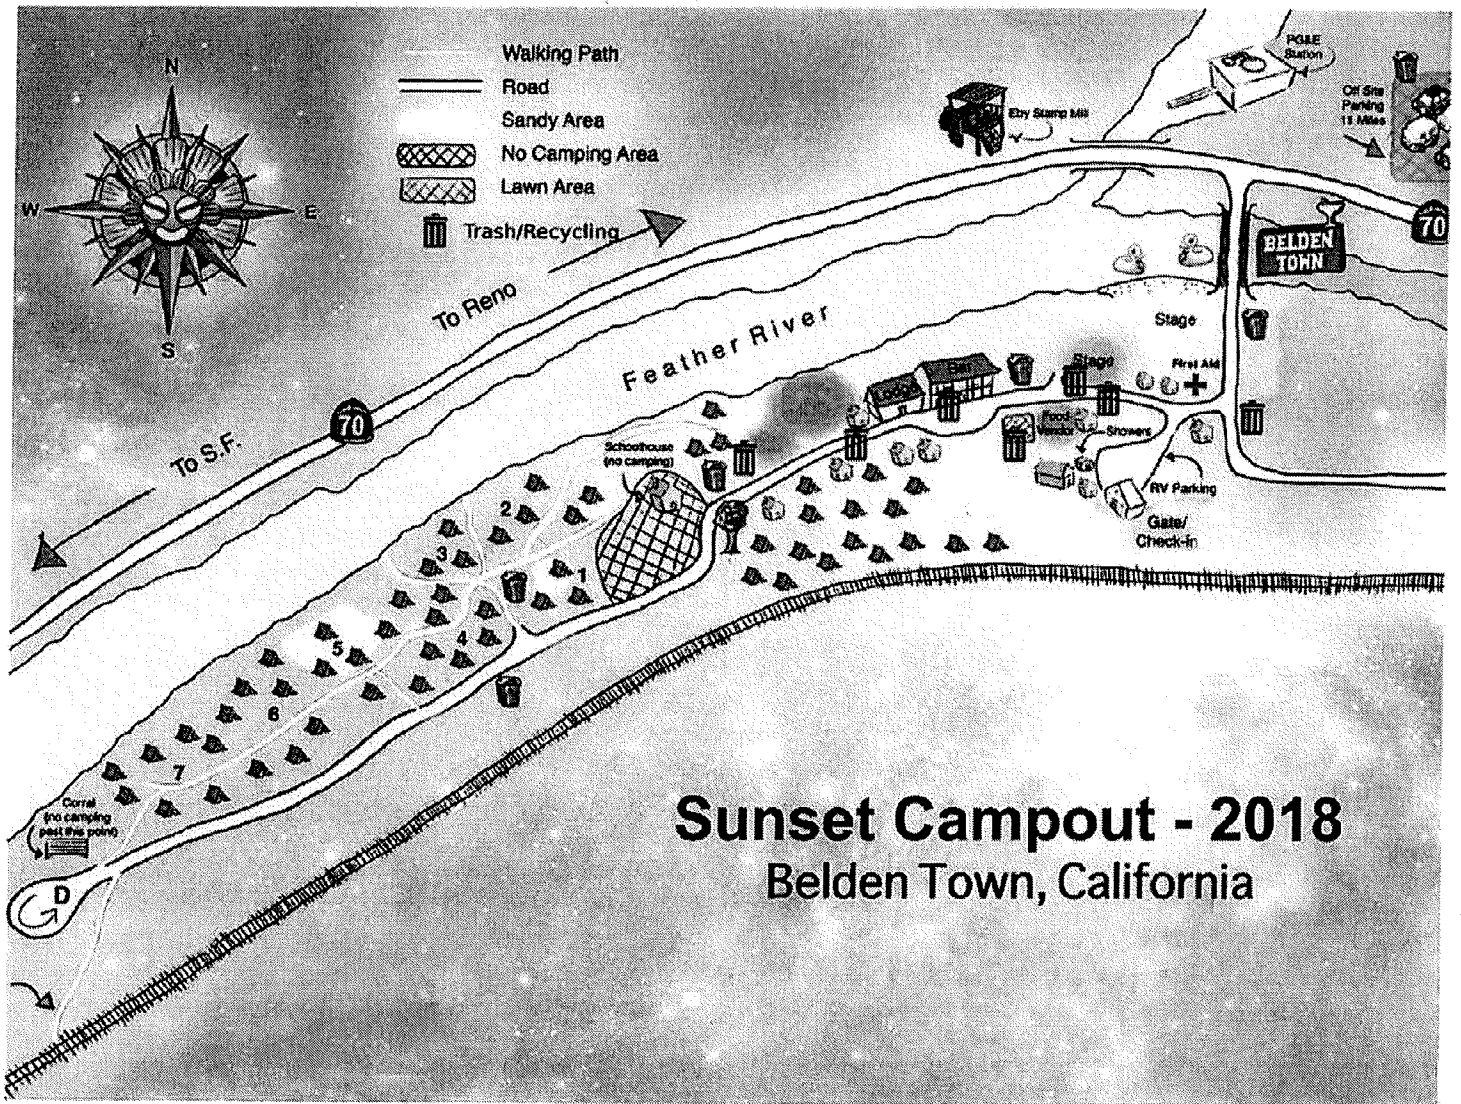 N
W
E
S
Walking Path
Road
Sandy Area
No Camping Area
Lawn Area
Trash/Recycling
PG&E
Station
Off Site
Parking
11 Miles
Eby Stamp Mill
70
BELDEN
TOWN
To Reno
Feather River
Stage
First Aid
Stage
Bar
Lodge
Food
Vendor
Showers
RV Parking
Gate/
Check-in
70
To S.F.
Schoolhouse
(no camping)
2
3
1
4
5
6
7
Corral
(no camping
past this point)
D
Sunset Campout - 2018
Belden Town, California